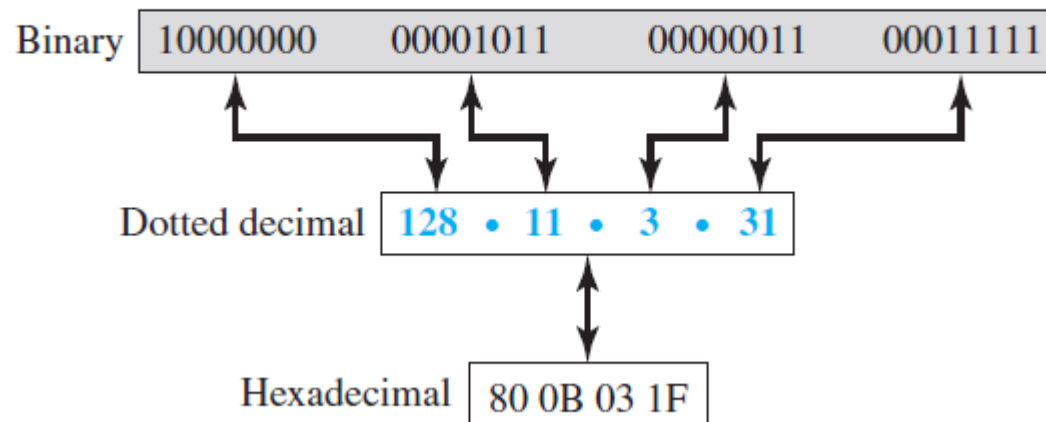 Binary 10000000 00001011 00000011 00011111
Dotted decimal 128 • 11 • 3 • 31
Hexadecimal 80 0B 03 1F